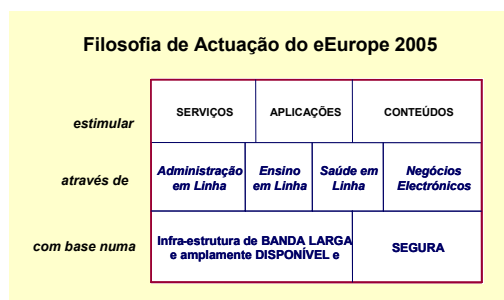 Filosofia de Actuação do eEurope 2005
estimular
SERVIÇOS
APLICAÇÕES
CONTEÚDOS
através de
Administração
em Linha
Ensino
em Linha
Saúde em
Linha
Negócios
Electrónicos
com base numa
Infra-estrutura de BANDA LARGA
e amplamente DISPONÍVEL e
SEGURA